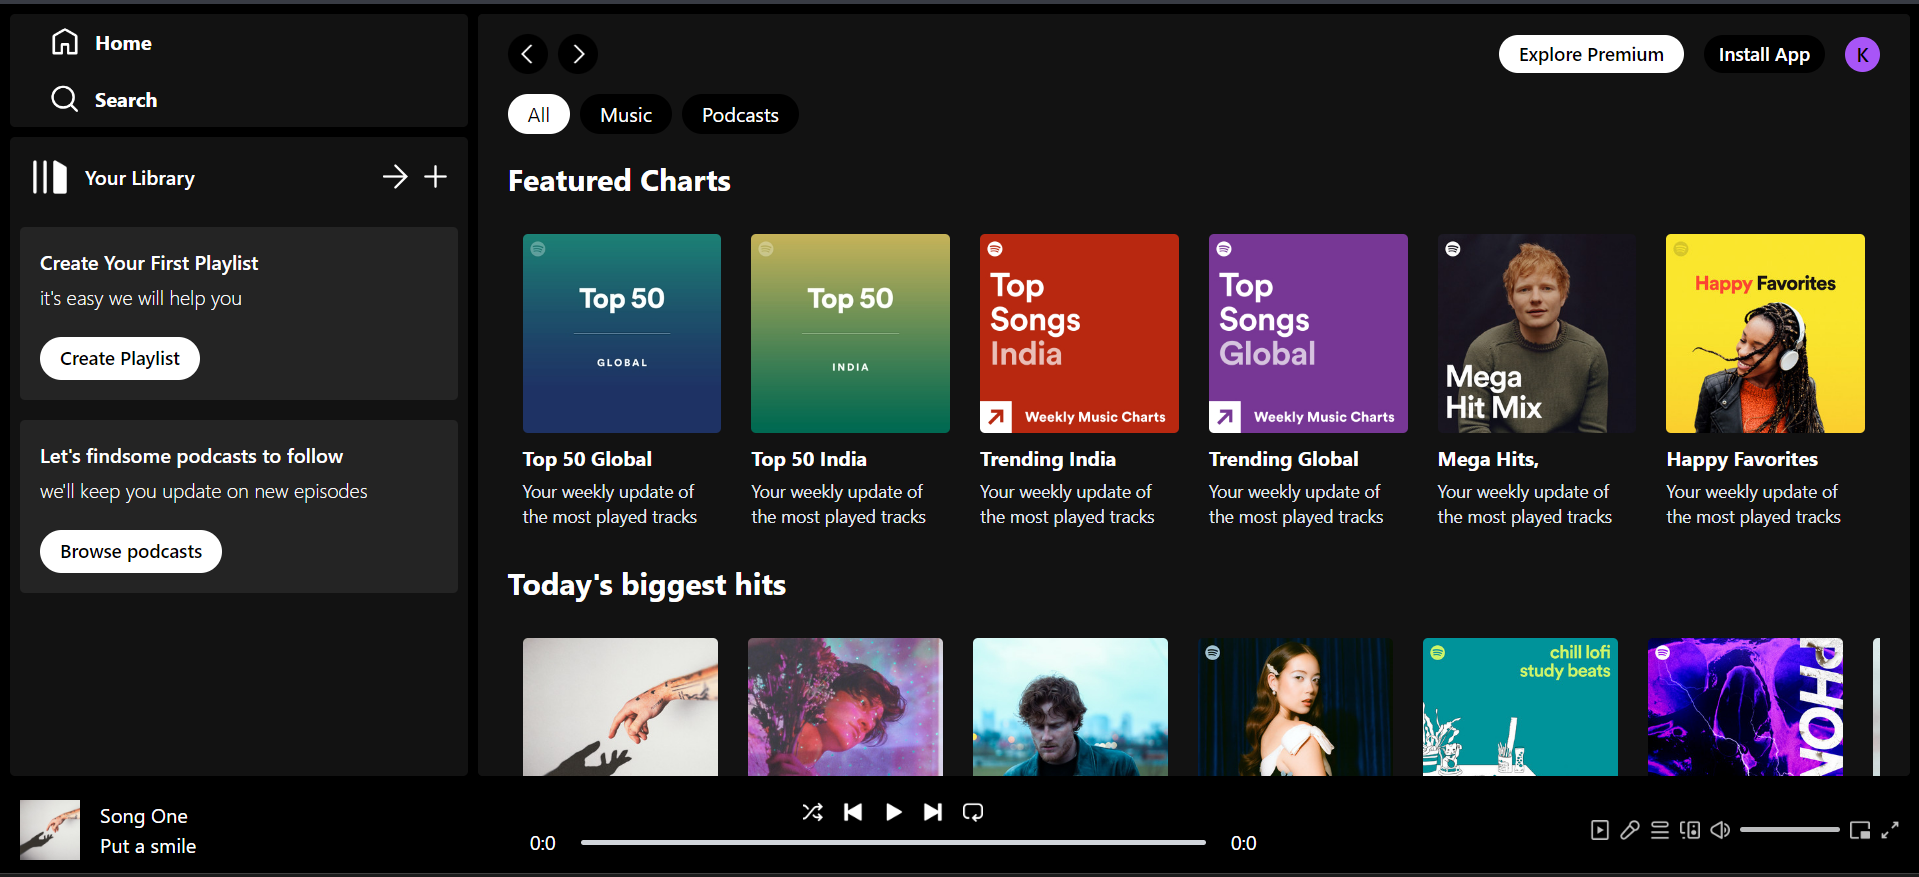 Home
Search
Your Library
Create Your First Playlist
it's easy we will help you
Create Playlist
Let's findsome podcasts to follow
we'll keep you update on new episodes
Browse podcasts
Explore Premium
Install App
K
All
Music
Podcasts
Featured Charts
Top 50
GLOBAL
Top 50 Global
Your weekly update of
the most played tracks
Top 50
INDIA
Top 50 India
Your weekly update of
the most played tracks
Top
Songs
India
Weekly Music Charts
Trending India
Your weekly update of
the most played tracks
Top
Songs
Global
Weekly Music Charts
Trending Global
Your weekly update of
the most played tracks
Mega
Hit Mix
Mega Hits,
Your weekly update of
the most played tracks
Happy Favorites
Happy Favorites
Your weekly update of
the most played tracks
Today's biggest hits
chill lofi
study beats
Song One
Put a smile
0:0
0:0